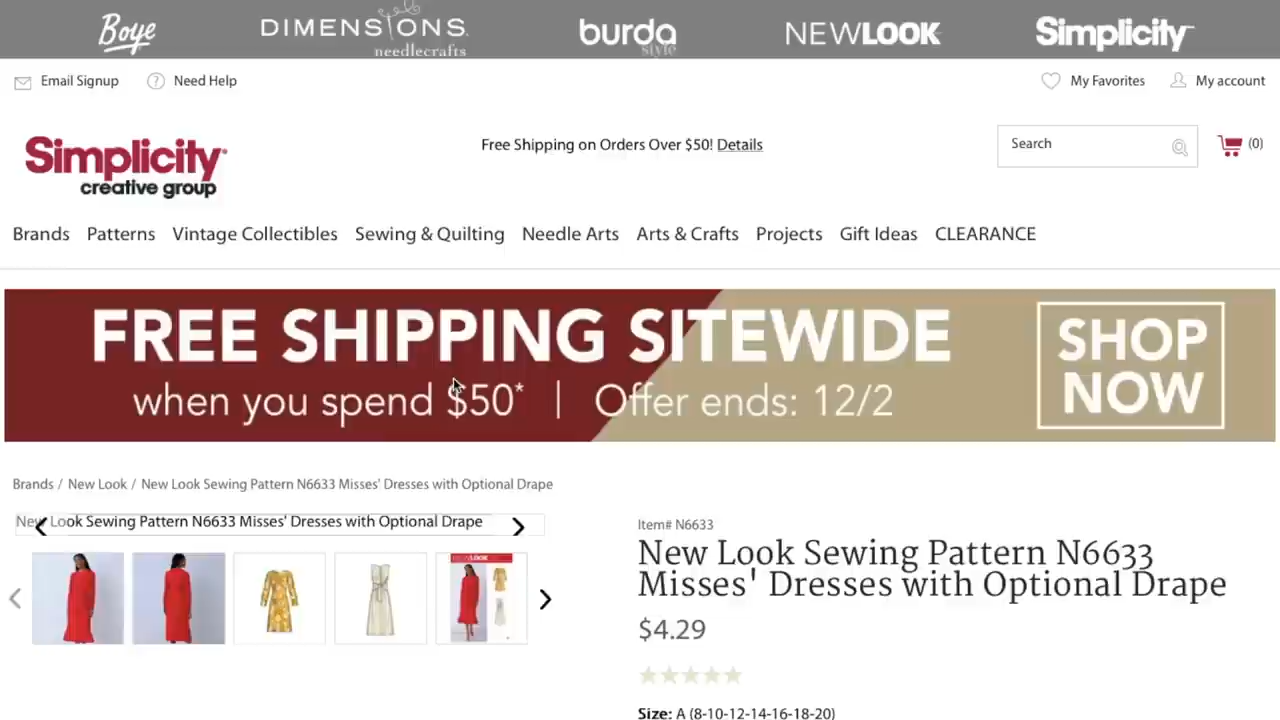 Boye DIMENSIONS needlecrafts burda style NEW LOOK Simplicity
Email Signup Need Help My Favorites My account
Simplicity creative group
Free Shipping on Orders Over $50! Details
Search
(0)
Brands Patterns Vintage Collectibles Sewing & Quilting Needle Arts Arts & Crafts Projects Gift Ideas CLEARANCE
FREE SHIPPING SITEWIDE
when you spend $50* | Offer ends: 12/2
SHOP NOW
Brands / New Look / New Look Sewing Pattern N6633 Misses' Dresses with Optional Drape
New Look Sewing Pattern N6633 Misses' Dresses with Optional Drape
Item# N6633
New Look Sewing Pattern N6633
Misses' Dresses with Optional Drape
$4.29
Size: A (8-10-12-14-16-18-20)